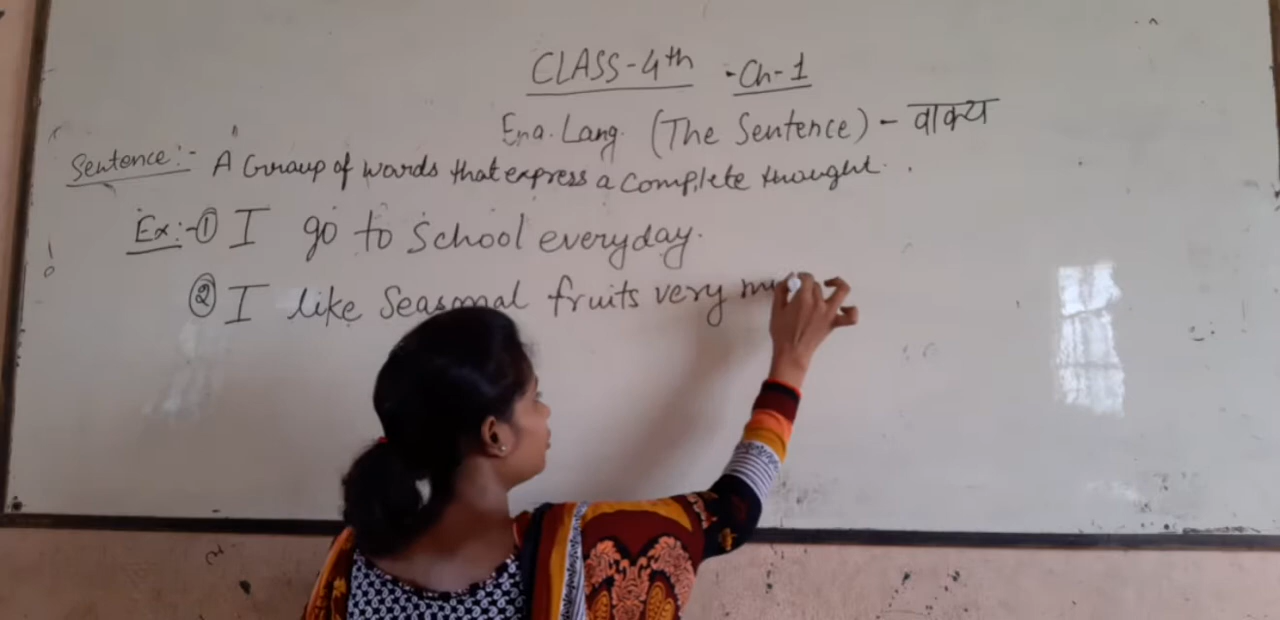 CLASS-4th - Ch-1
Eng. Lang. (The Sentence) - वाक्य
Sentence:- A Group of words that express a complete thought.
Ex:-① I go to School everyday.
② I like Seasonal fruits very